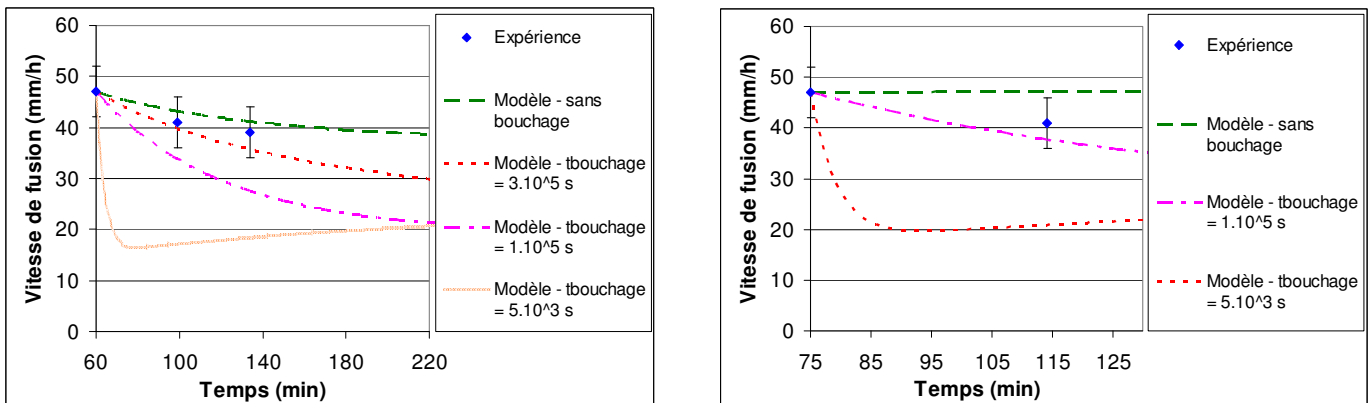 60
50
40
30
20
10
0
Vitesse de fusion (mm/h)
60 100 140 180 220
Temps (min)
Expérience
Modèle - sans
bouchage
Modèle - tbouchage
= 3.10^5 s
Modèle - tbouchage
= 1.10^5 s
Modèle - tbouchage
= 5.10^3 s
60
50
40
30
20
10
0
Vitesse de fusion (mm/h)
75 85 95 105 115 125
Temps (min)
Expérience
Modèle - sans
bouchage
Modèle - tbouchage
= 1.10^5 s
Modèle - tbouchage
= 5.10^3 s